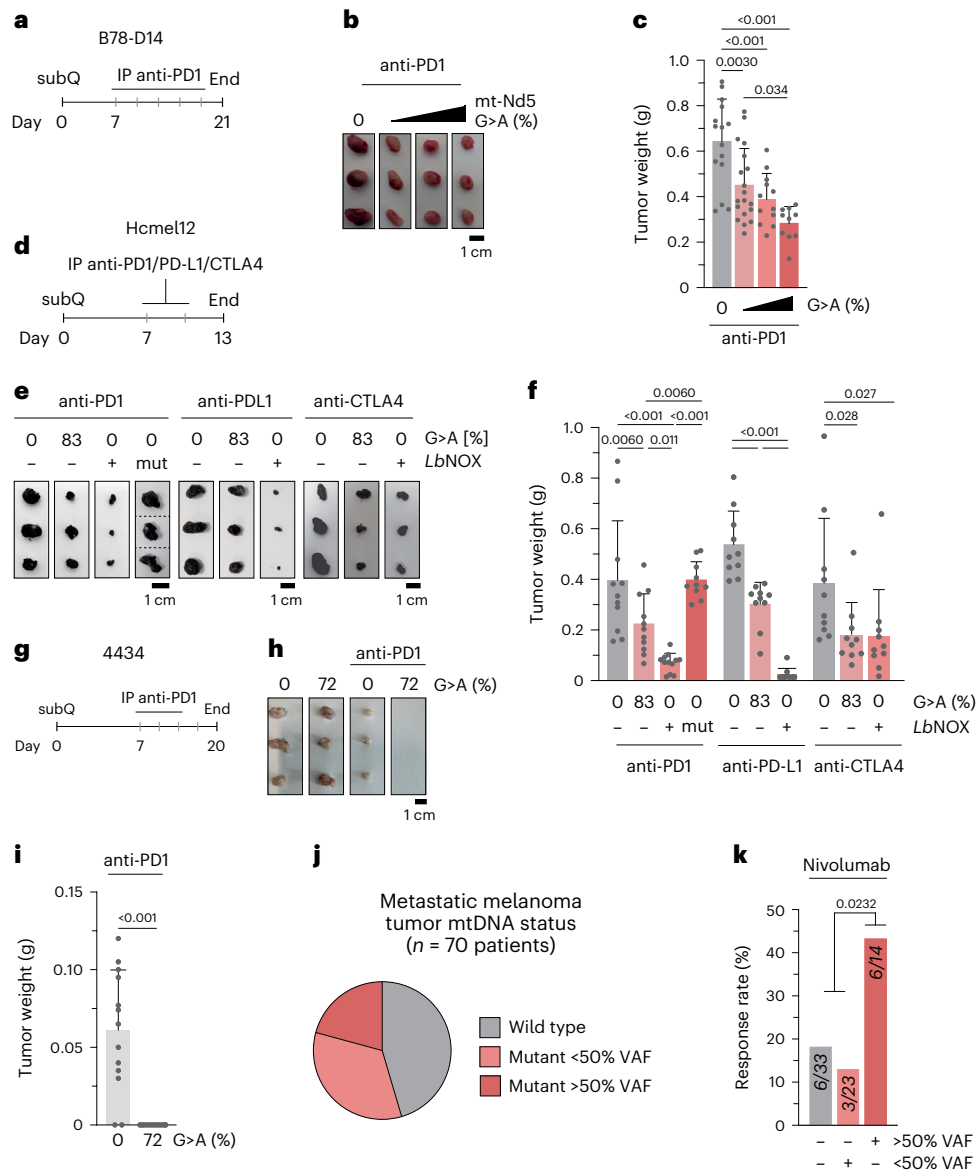 a
B78-D14
subQ IP anti-PD1 End
Day 0 7 21
b
anti-PD1
mt-Nd5
0 G>A (%)
1 cm
c
<0.001
<0.001
0.0030
0.034
1.0
0.8
0.6
0.4
0.2
0
Tumor weight (g)
0 G>A (%)
anti-PD1
d
Hcmel12
IP anti-PD1/PD-L1/CTLA4
subQ End
Day 0 7 13
e
anti-PD1 anti-PDL1 anti-CTLA4
0 83 0 0 0 83 0 0 83 0 G>A [%]
– – + mut – – + – – + LbNOX
1 cm 1 cm 1 cm
f
0.0060
<0.001 <0.001
0.0060 0.011
<0.001
0.027
0.028
1.0
0.8
0.6
0.4
0.2
0
Tumor weight (g)
0 83 0 0 0 83 0 0 83 0 G>A (%)
– – + mut – – + – – + LbNOX
anti-PD1 anti-PD-L1 anti-CTLA4
g
4434
subQ IP anti-PD1 End
Day 0 7 20
h
anti-PD1
0 72 0 72 G>A (%)
1 cm
i
anti-PD1
<0.001
0.15
0.10
0.05
0
Tumor weight (g)
0 72 G>A (%)
j
Metastatic melanoma
tumor mtDNA status
(n = 70 patients)
Wild type
Mutant <50% VAF
Mutant >50% VAF
k
Nivolumab
0.0232
50
40
30
20
10
0
Response rate (%)
6/33 3/23 6/14
– – + >50% VAF
– + – <50% VAF